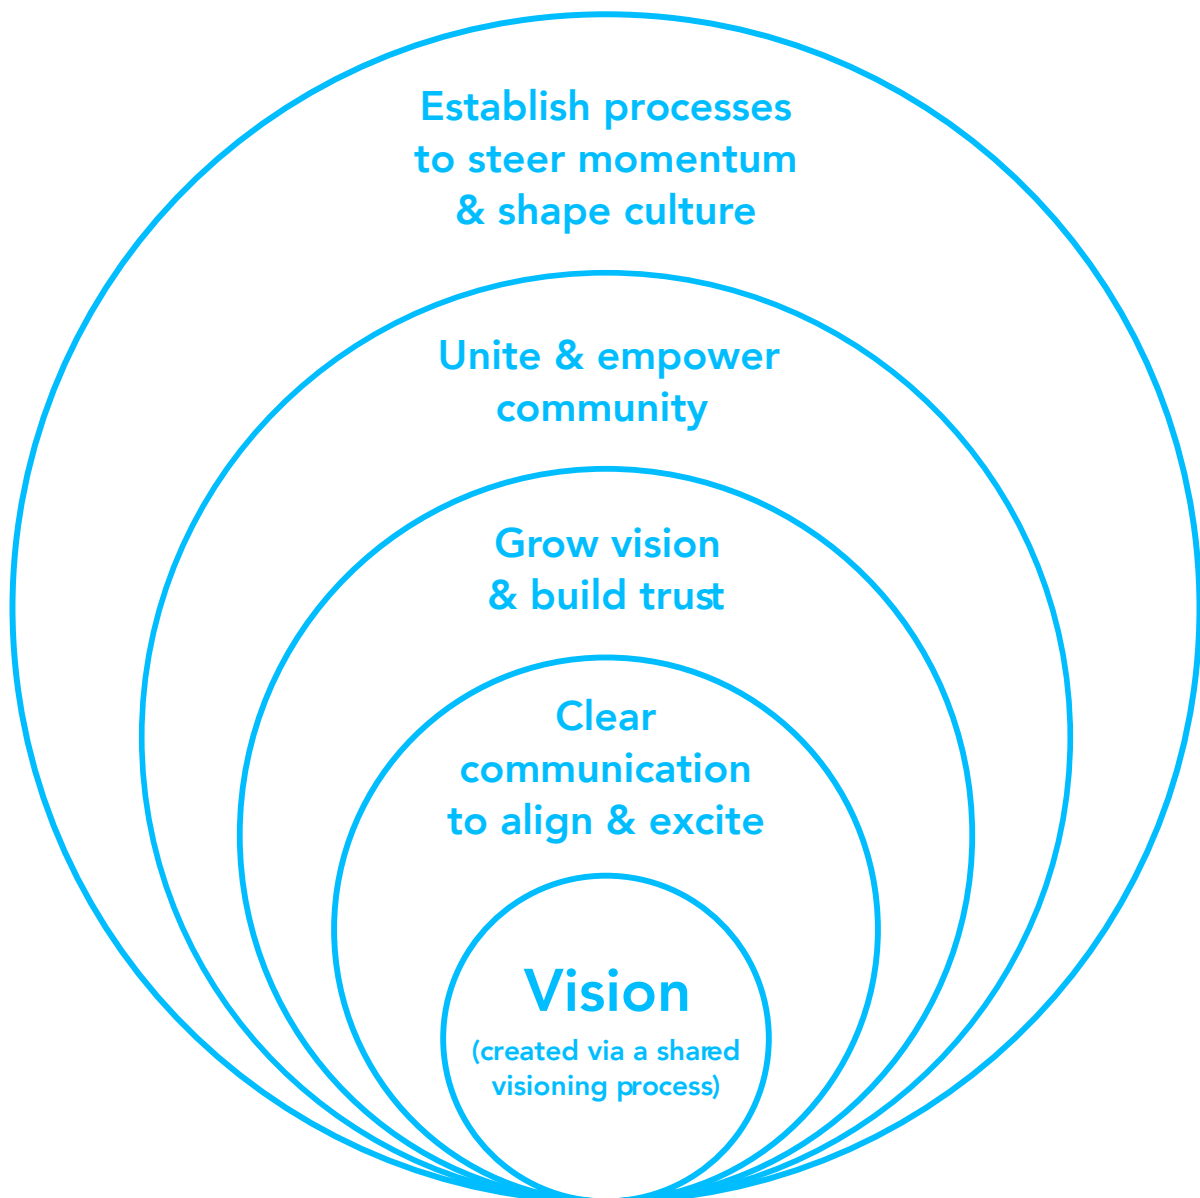 Establish processes
to steer momentum
& shape culture
Unite & empower
community
Grow vision
& build trust
Clear
communication
to align & excite
Vision
(created via a shared
visioning process)